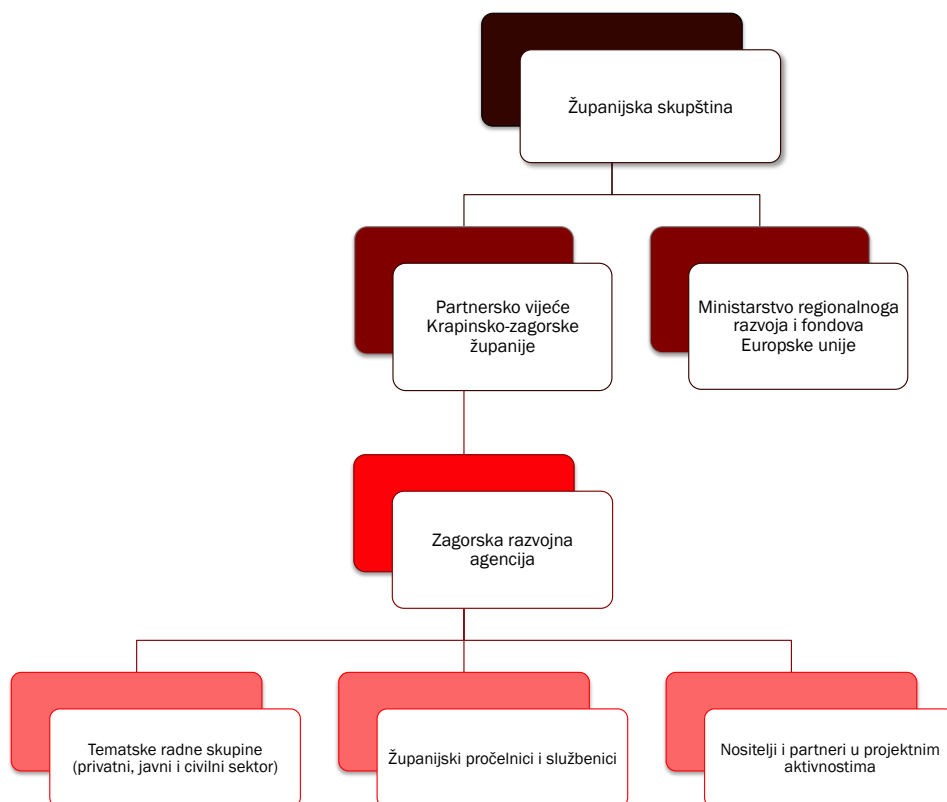 Županijska skupština
Partnersko vijeće
Krapinsko-zagorske
županije
Ministarstvo regionalnoga
razvoja i fondova
Europske unije
Zagorska razvojna
agencija
Tematske radne skupine
(privatni, javni i civilni sektor)
Županijski pročelnici i službenici
Nositelji i partneri u projektnim
aktivnostima